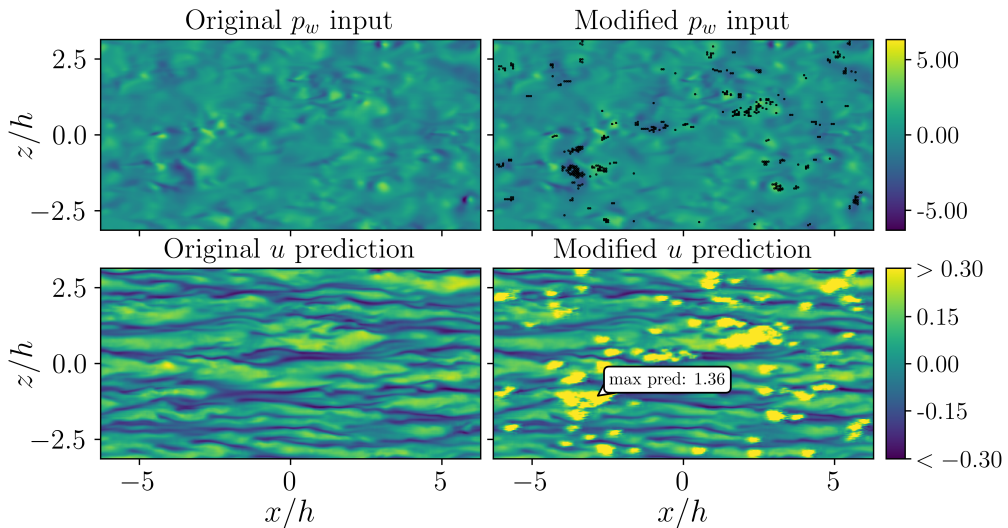 Original p_w input
Modified p_w input
z/h
2.5
0.0
−2.5
5.00
0.00
-5.00
Original u prediction
Modified u prediction
z/h
2.5
0.0
−2.5
max pred: 1.36
> 0.30
0.15
0.00
-0.15
< −0.30
−5
0
5
−5
0
5
x/h
x/h